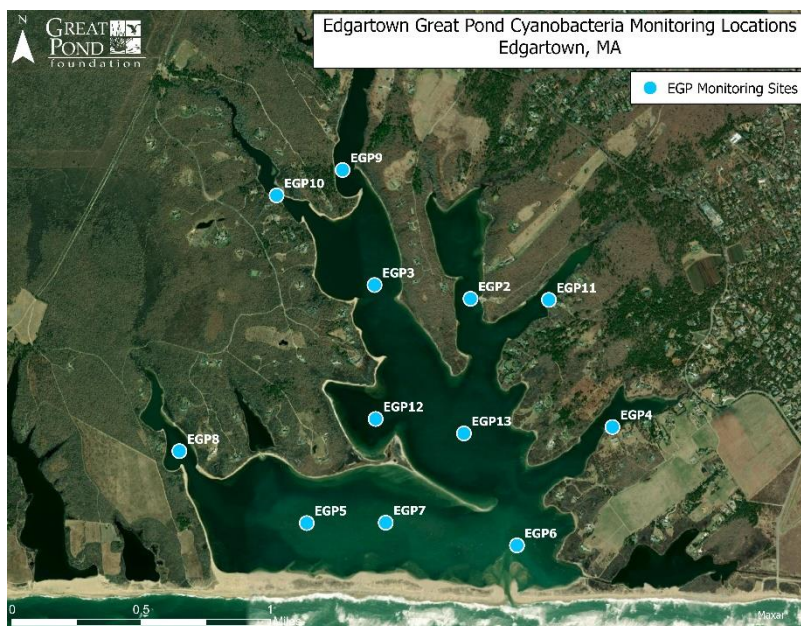 Edgartown Great Pond Cyanobacteria Monitoring Locations
Edgartown, MA
N
GREAT
POND
foundation
EGP Monitoring Sites
EGP9
EGP10
EGP3
EGP2
EGP11
EGP12
EGP13
EGP4
EGP8
EGP5
EGP7
EGP6
0
0.5
1
Miles
Maxar